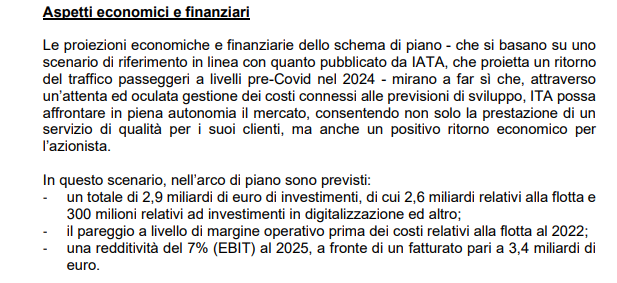 Aspetti economici e finanziari
Le proiezioni economiche e finanziarie dello schema di piano - che si basano su uno
scenario di riferimento in linea con quanto pubblicato da IATA, che proietta un ritorno
del traffico passeggeri a livelli pre-Covid nel 2024 - mirano a far sì che, attraverso
un’attenta ed oculata gestione dei costi connessi alle previsioni di sviluppo, ITA possa
affrontare in piena autonomia il mercato, consentendo non solo la prestazione di un
servizio di qualità per i suoi clienti, ma anche un positivo ritorno economico per
l’azionista.
In questo scenario, nell’arco di piano sono previsti:
- un totale di 2,9 miliardi di euro di investimenti, di cui 2,6 miliardi relativi alla flotta e
300 milioni relativi ad investimenti in digitalizzazione ed altro;
- il pareggio a livello di margine operativo prima dei costi relativi alla flotta al 2022;
- una redditività del 7% (EBIT) al 2025, a fronte di un fatturato pari a 3,4 miliardi di
euro.